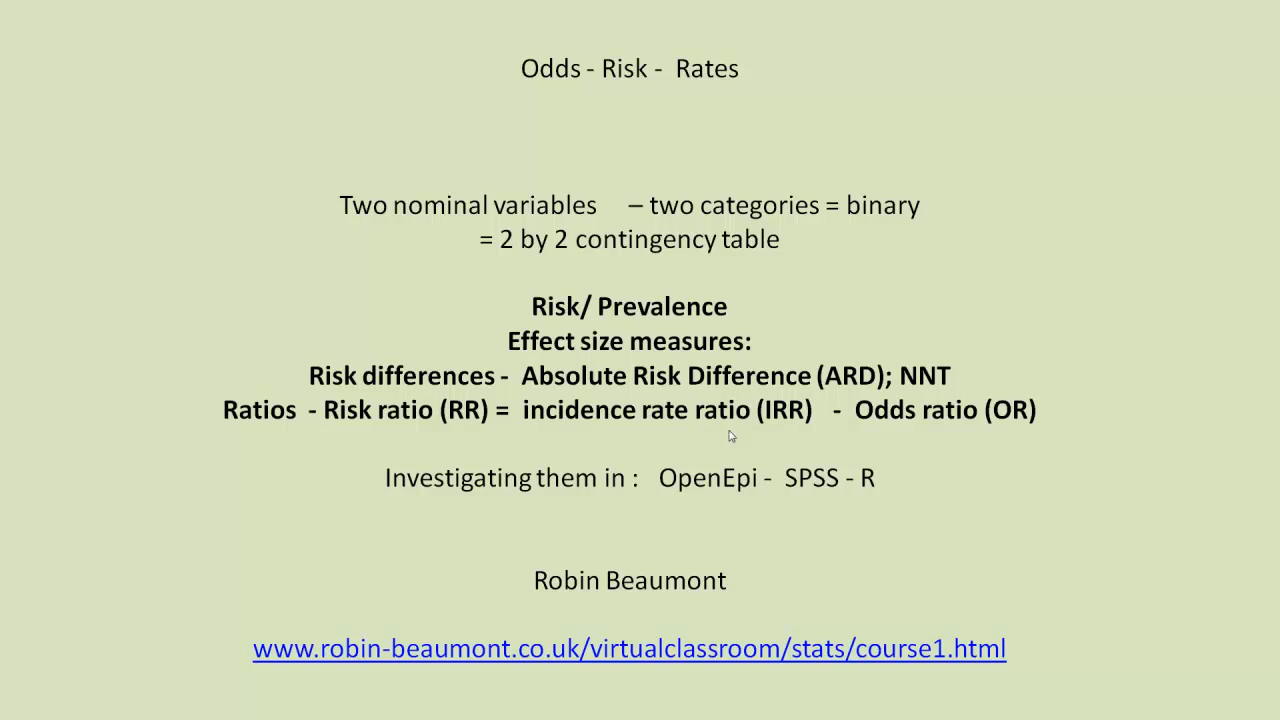 Odds - Risk -  Rates
Two nominal variables    – two categories = binary
= 2 by 2 contingency table
Risk/ Prevalence
Effect size measures:
Risk differences -  Absolute Risk Difference (ARD); NNT
Ratios  - Risk ratio (RR) =  incidence rate ratio (IRR)   -  Odds ratio (OR)
Investigating them in :   OpenEpi -  SPSS - R
Robin Beaumont
www.robin-beaumont.co.uk/virtualclassroom/stats/course1.html